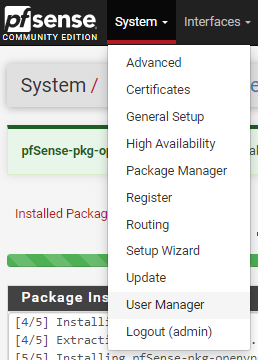 pfsense System Interfaces
COMMUNITY EDITION
Advanced
System /
Certificates
General Setup
High Availability
pfSense-pkg-op
Package Manager
Register
Installed Packag
Routing
Setup Wizard
Update
Package Ins
User Manager
[4/5] Installi
Logout (admin)
[4/5] Extracti
[5/5] Installing pfSense-pkg-openvpn